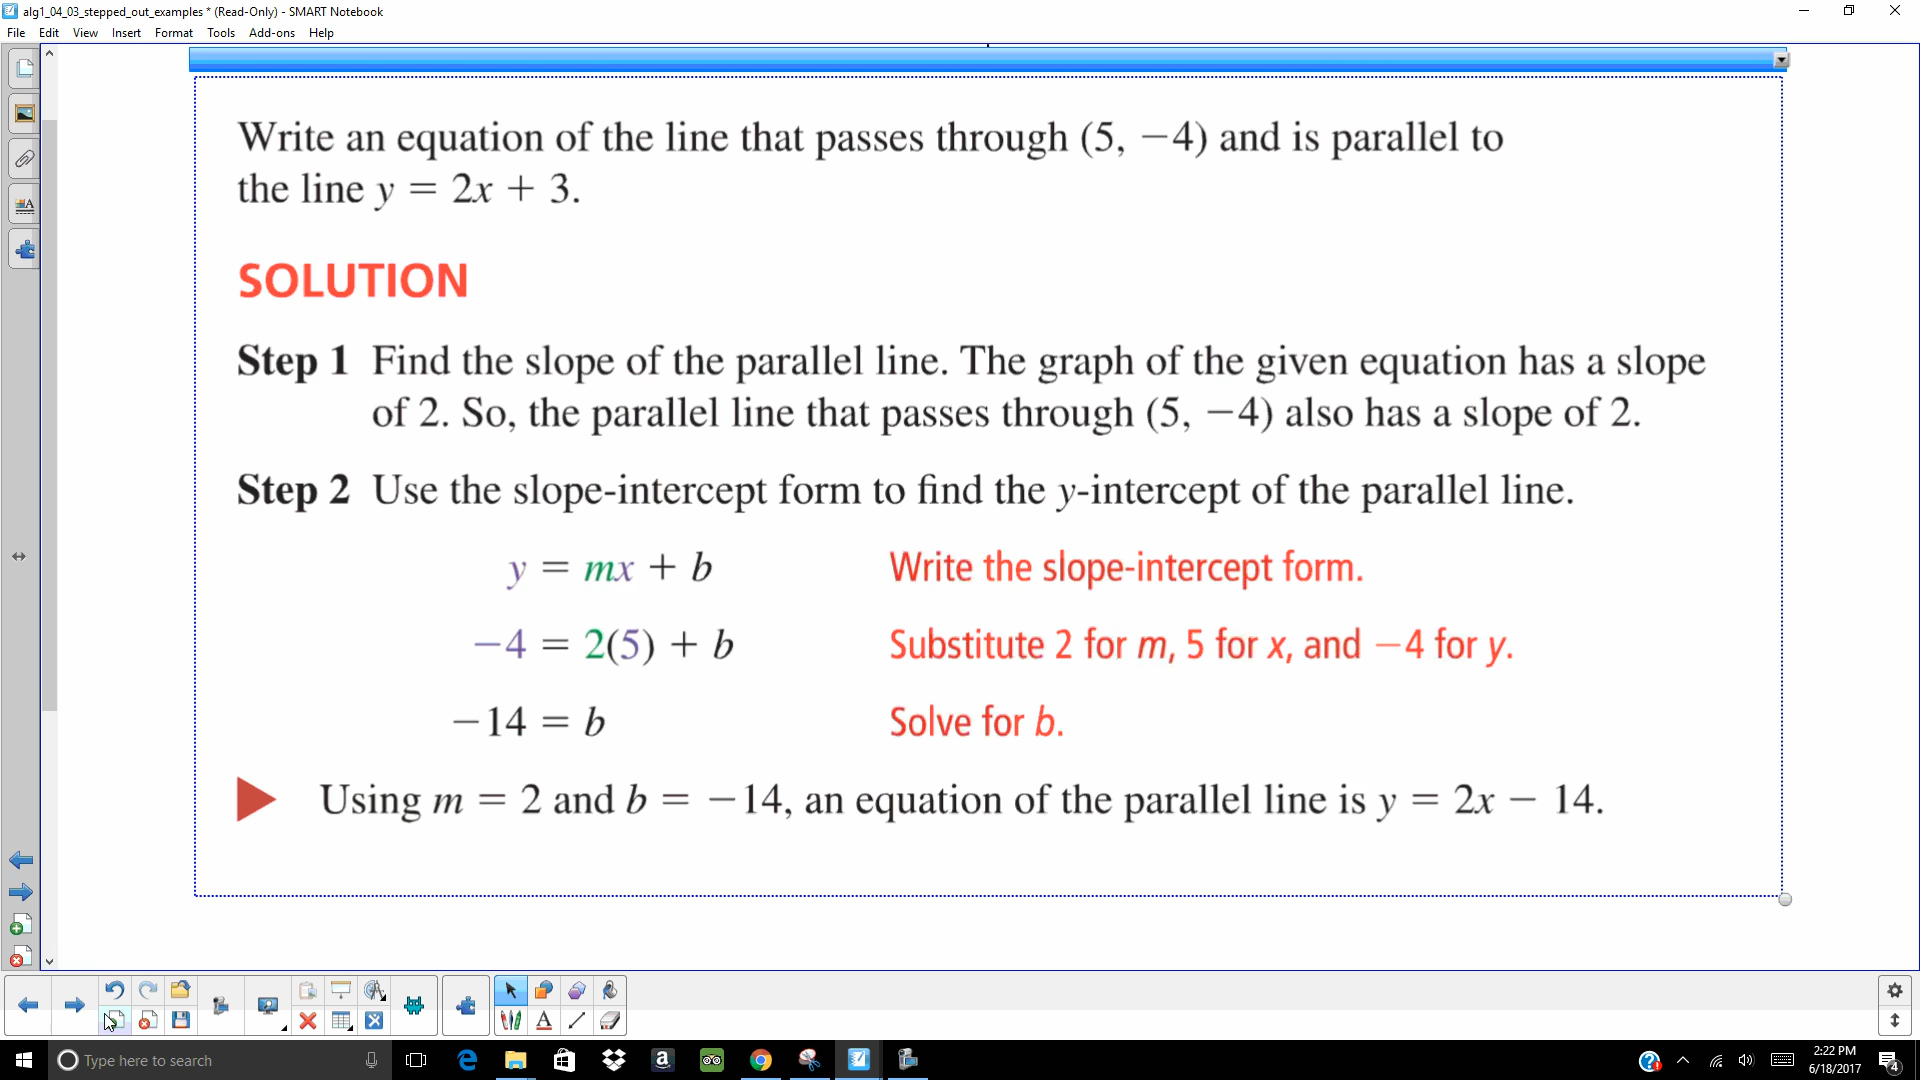 alg1_04_03_stepped_out_examples * (Read-Only) - SMART Notebook
File Edit View Insert Format Tools Add-ons Help
Write an equation of the line that passes through (5, −4) and is parallel to
the line y = 2x + 3.
SOLUTION
Step 1 Find the slope of the parallel line. The graph of the given equation has a slope
of 2. So, the parallel line that passes through (5, −4) also has a slope of 2.
Step 2 Use the slope-intercept form to find the y-intercept of the parallel line.
y = mx + b Write the slope-intercept form.
−4 = 2(5) + b Substitute 2 for m, 5 for x, and −4 for y.
−14 = b Solve for b.
Using m = 2 and b = −14, an equation of the parallel line is y = 2x − 14.
Type here to search
2:22 PM
6/18/2017
4